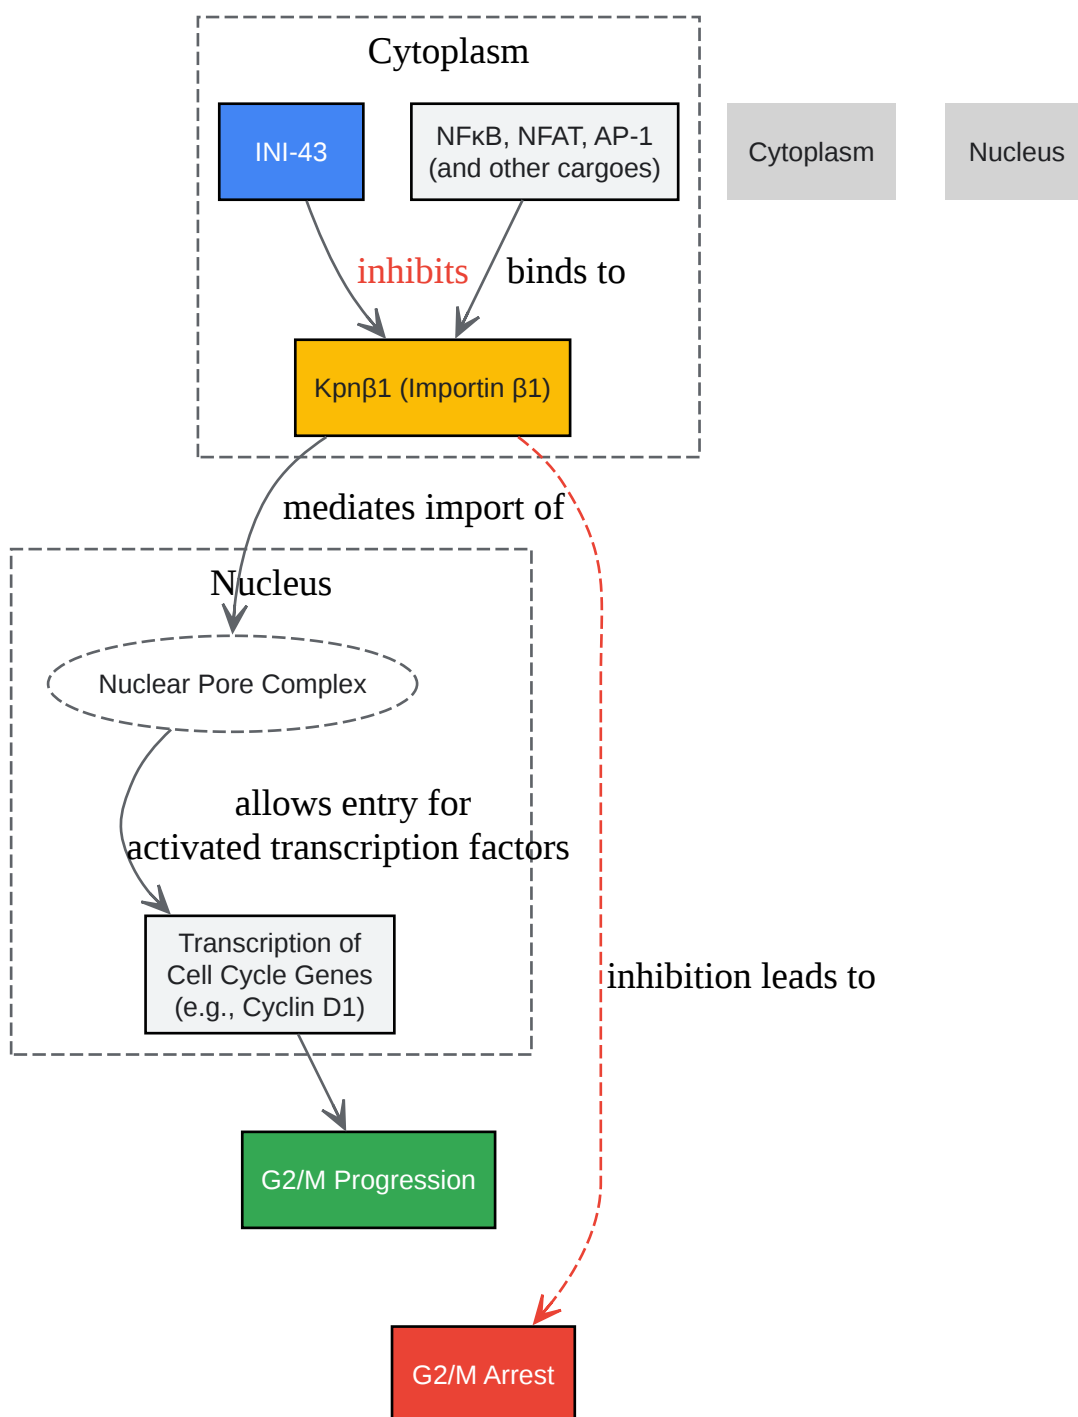 Cytoplasm
INI-43
NFκB, NFAT, AP-1
(and other cargoes)
Cytoplasm
Nucleus
inhibits
binds to
Kpnβ1 (Importin β1)
mediates import of
Nucleus
Nuclear Pore Complex
allows entry for
activated transcription factors
Transcription of
Cell Cycle Genes
(e.g., Cyclin D1)
inhibition leads to
G2/M Progression
G2/M Arrest